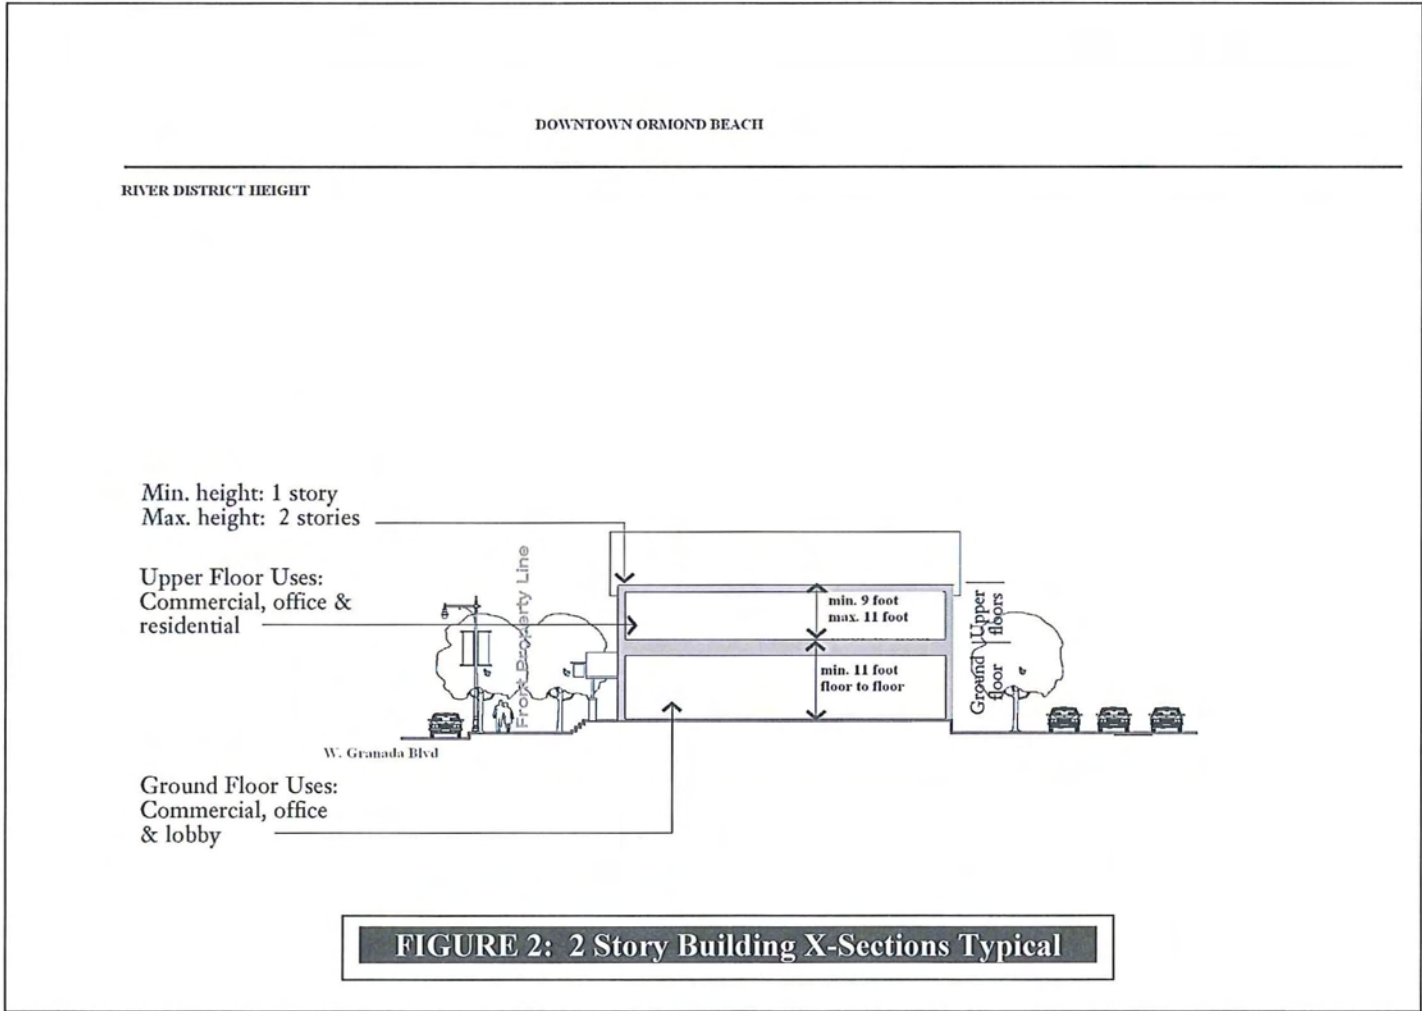 DOWNTOWN ORMOND BEACH
RIVER DISTRICT HEIGHT
Min. height: 1 story
Max. height: 2 stories
Upper Floor Uses:
Commercial, office &
residential
Front Property Line
min. 9 foot
max. 11 foot
Upper
floors
min. 11 foot
floor to floor
Ground
floor
W. Granada Blvd
Ground Floor Uses:
Commercial, office
& lobby
FIGURE 2: 2 Story Building X-Sections Typical